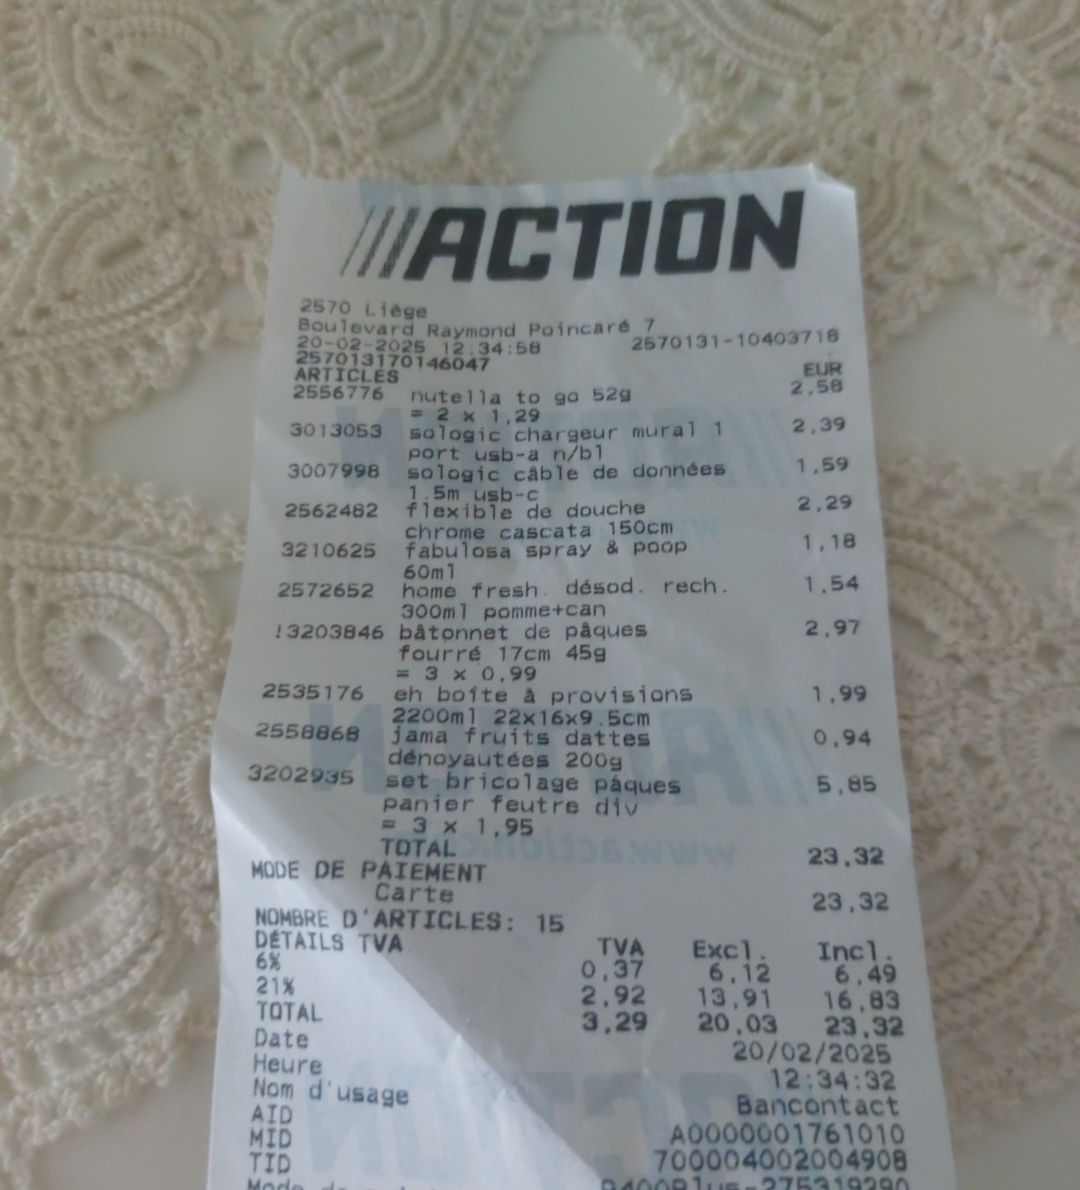 ACTION
2570 Liège
Boulevard Raymond Poincaré 7
20-02-2025 12:34:58 2570131-10403718
257013170146047
ARTICLES EUR
2556776 nutella to go 52g 2,58
= 2 x 1,29
3013053 sologic chargeur mural 1 2,39
port usb-a n/bl
3007998 sologic câble de données 1,59
1.5m usb-c
2562482 flexible de douche 2,29
chrome cascata 150cm
3210625 fabulosa spray & poop 1,18
60ml
2572652 home fresh. désod. rech. 1,54
300ml pomme+can
!3203846 bâtonnet de pâques 2,97
fourré 17cm 45g
= 3 x 0,99
2535176 eh boîte à provisions 1,99
2200ml 22x16x9.5cm
2558868 jama fruits dattes 0,94
dénoyautées 200g
3202935 set bricolage pâques 5,85
panier feutre div
= 3 x 1,95
TOTAL 23,32
MODE DE PAIEMENT
Carte 23,32
NOMBRE D'ARTICLES: 15
DÉTAILS TVA TVA Excl. Incl.
6% 0,37 6,12 6,49
21% 2,92 13,91 16,83
TOTAL 3,29 20,03 23,32
Date 20/02/2025
Heure 12:34:32
Nom d'usage Bancontact
AID A0000001761010
MID 700004002004908
TID